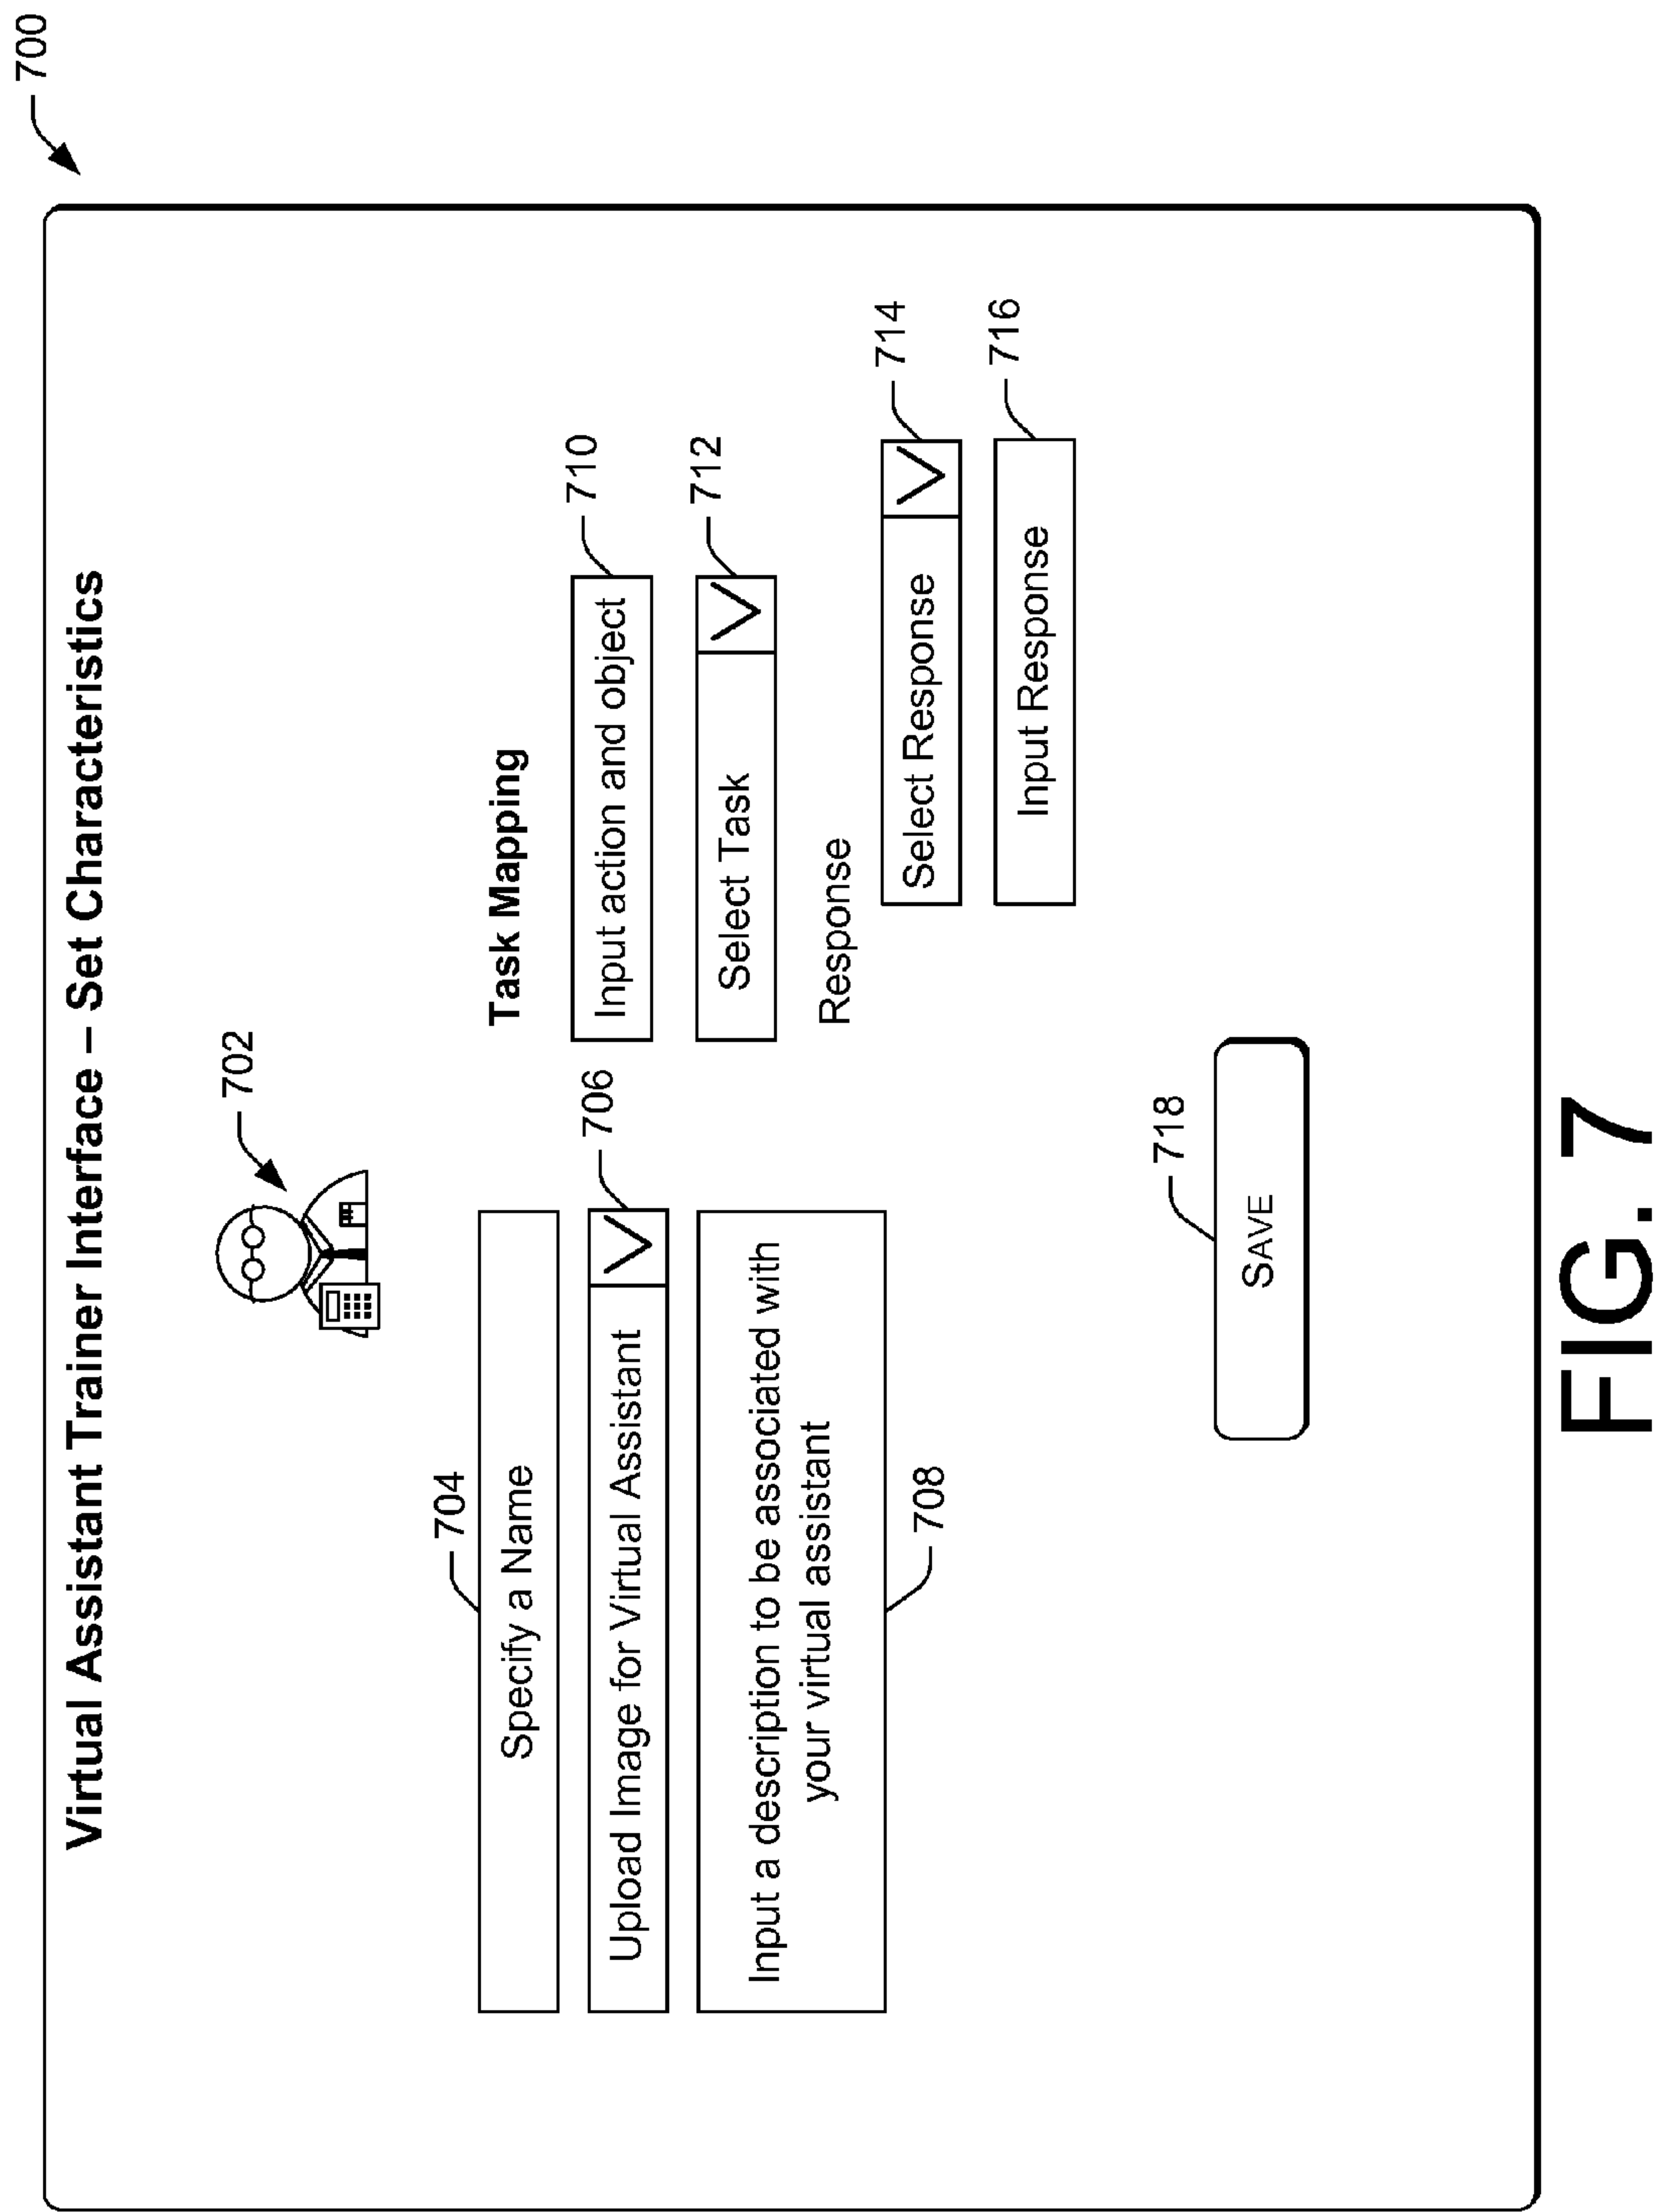 700
Virtual Assistant Trainer Interface – Set Characteristics
702
704
Specify a Name
706
Upload Image for Virtual Assistant
Input a description to be associated with
your virtual assistant
708
Task Mapping
710
Input action and object
712
Select Task
Response
714
Select Response
716
Input Response
718
SAVE
FIG. 7